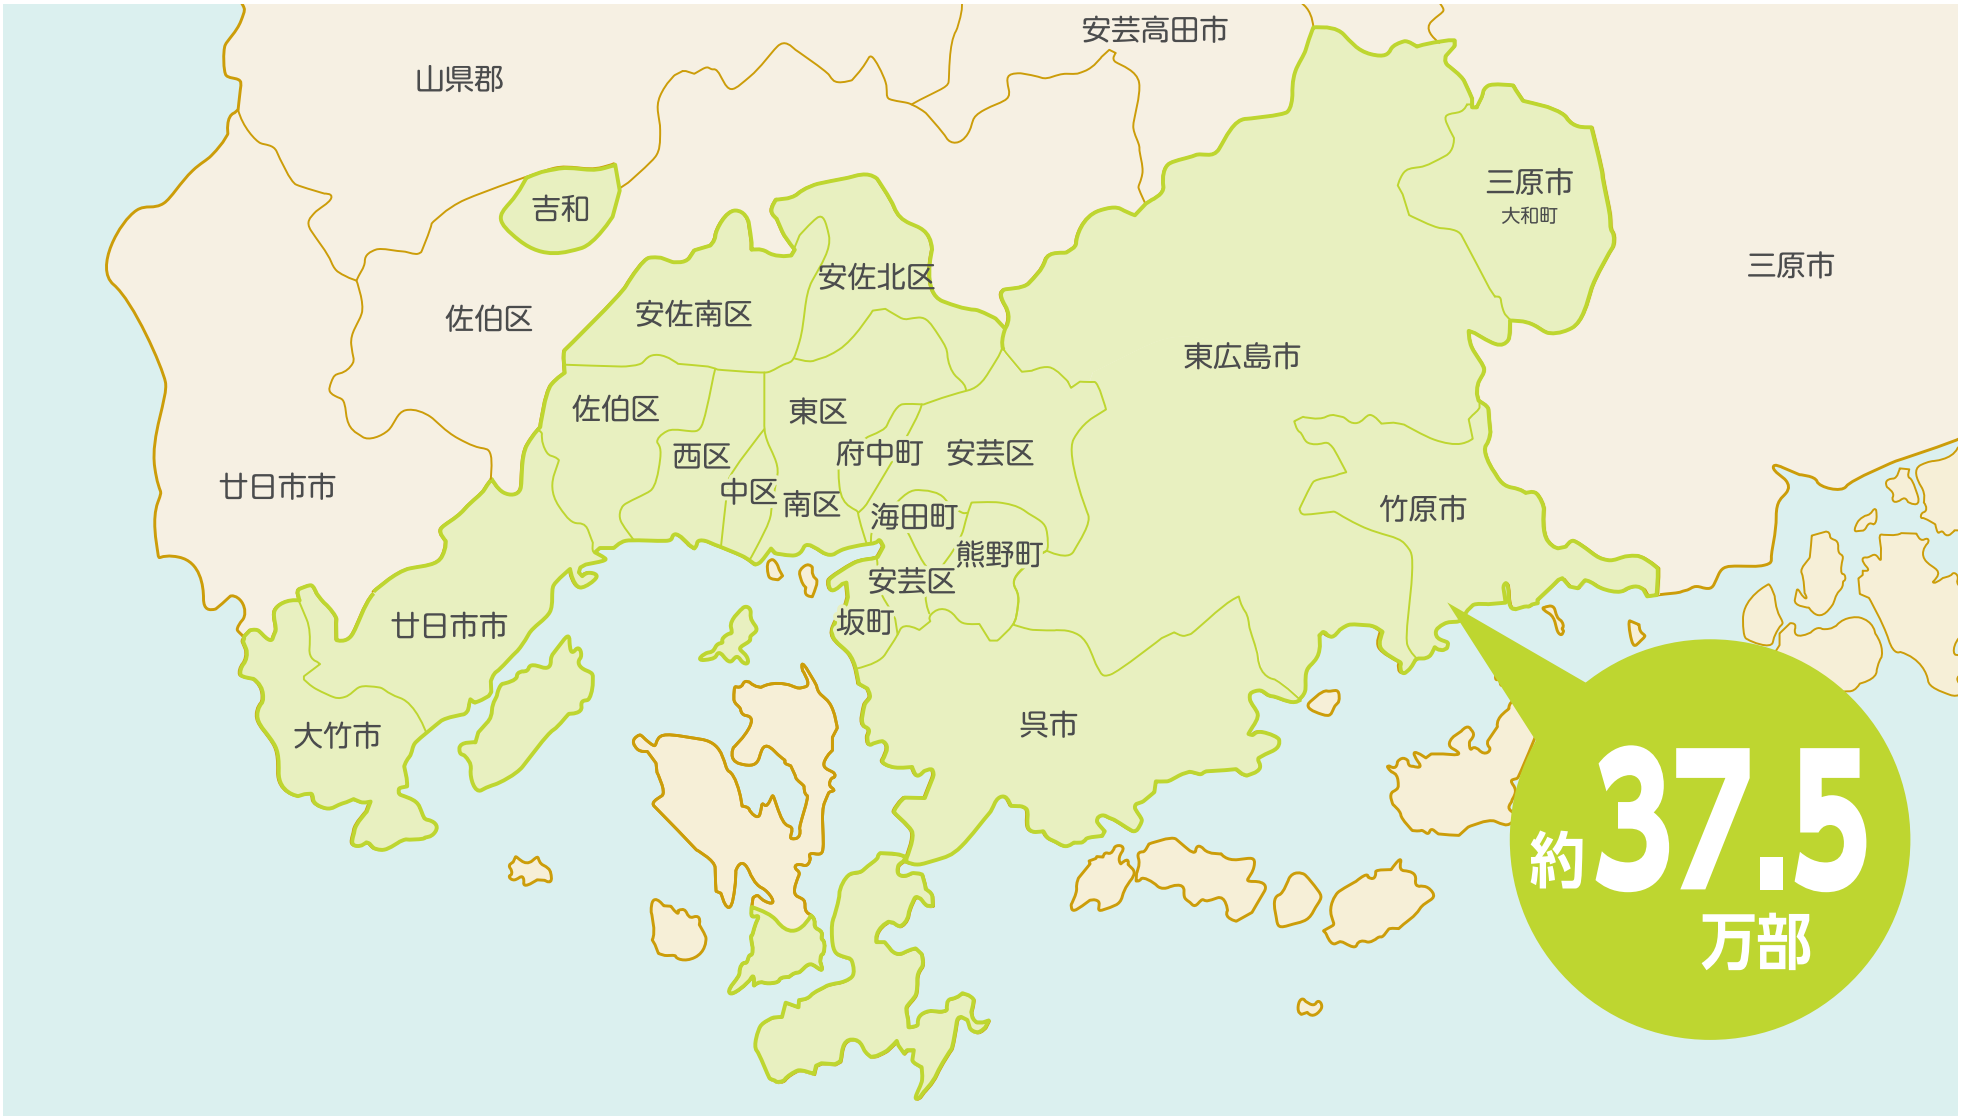 安芸高田市
山県郡
三原市
大和町
吉和
三原市
安佐北区
安佐南区
佐伯区
東広島市
佐伯区
東区
府中町
安芸区
西区
廿日市市
中区
南区
竹原市
海田町
熊野町
安芸区
坂町
廿日市市
呉市
大竹市
約37.5
万部